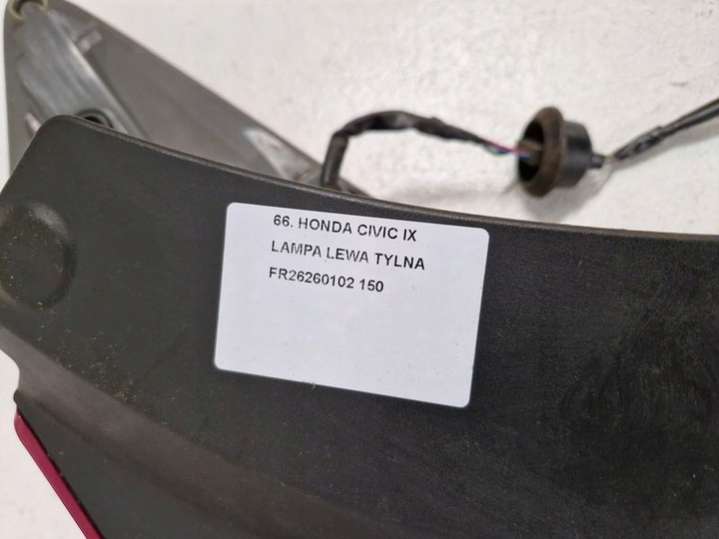 66. HONDA CIVIC IX
LAMPA LEWA TYLNA
FR26260102 150